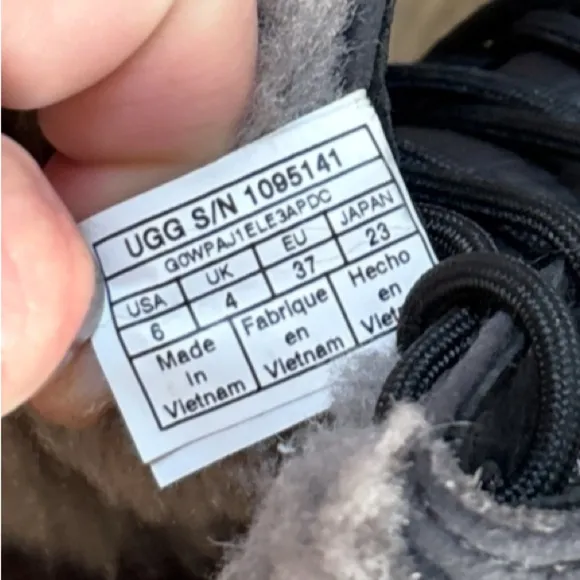 UGG S/N 1095141
G0WPAJ1ELE3APDC
USA UK EU JAPAN
6 4 37 23
Made in Vietnam
Fabrique en Vietnam
Hecho en